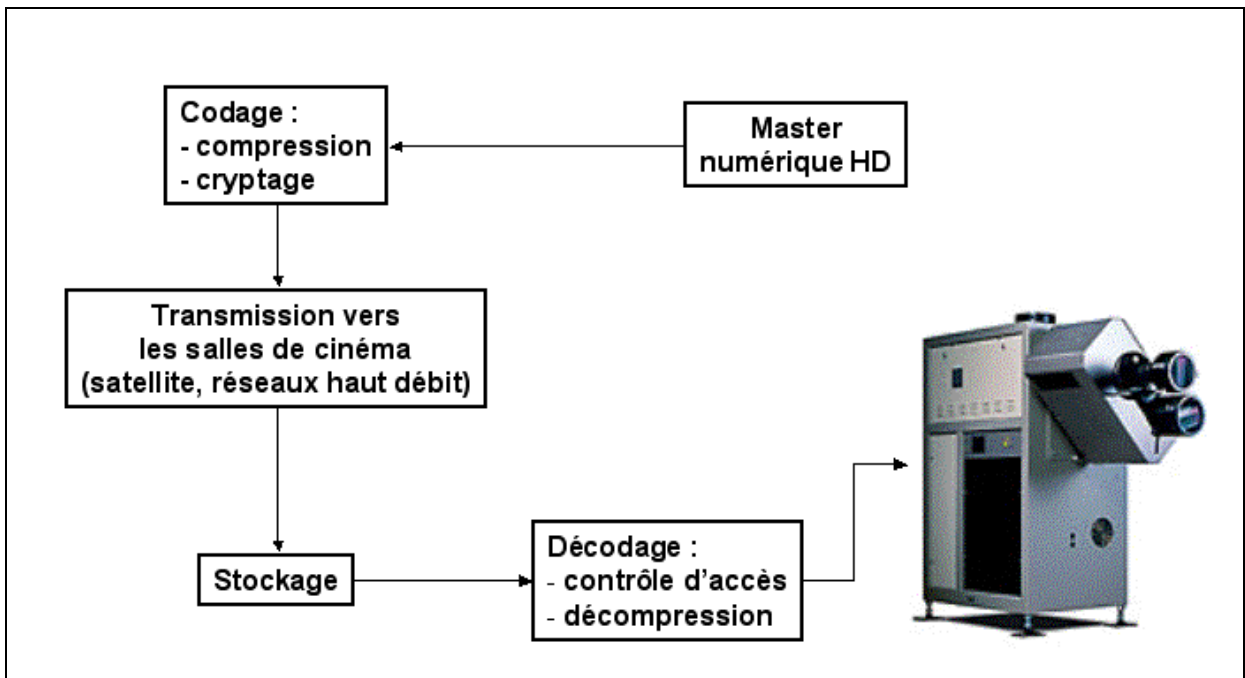 Codage :
- compression
- cryptage
Master
numérique HD
Transmission vers
les salles de cinéma
(satellite, réseaux haut débit)
Stockage
Décodage :
- contrôle d'accès
- décompression